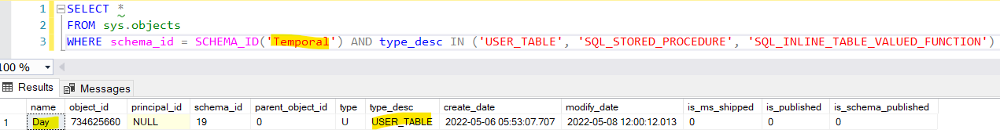 1 SELECT *
2 FROM sys.objects
3 WHERE schema_id = SCHEMA_ID('Temporal') AND type_desc IN ('USER_TABLE', 'SQL_STORED_PROCEDURE', 'SQL_INLINE_TABLE_VALUED_FUNCTION')
100 %
Results Messages
name object_id principal_id schema_id parent_object_id type type_desc create_date modify_date is_ms_shipped is_published is_schema_published
1 Day 734625660 NULL 19 0 U USER_TABLE 2022-05-06 05:53:07.707 2022-05-08 12:00:12.013 0 0 0